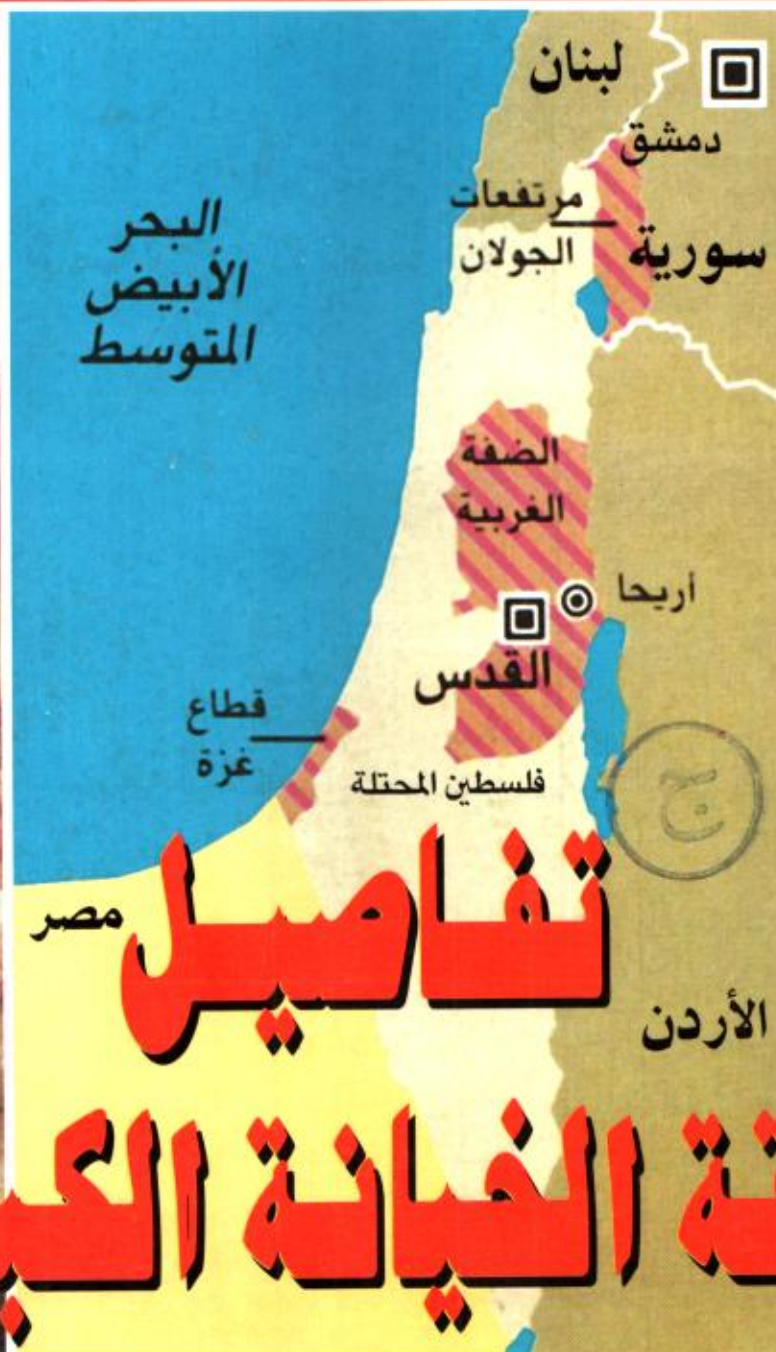 لبنان
دمشق
مرتفعات
الجولان
سورية
البحر
الأبيض
المتوسط
الضفة
الغربية
أريحا
القدس
قطاع
غزة
فلسطين المحتلة
ج
تفاصيل
مصر
الأردن
الخيانة